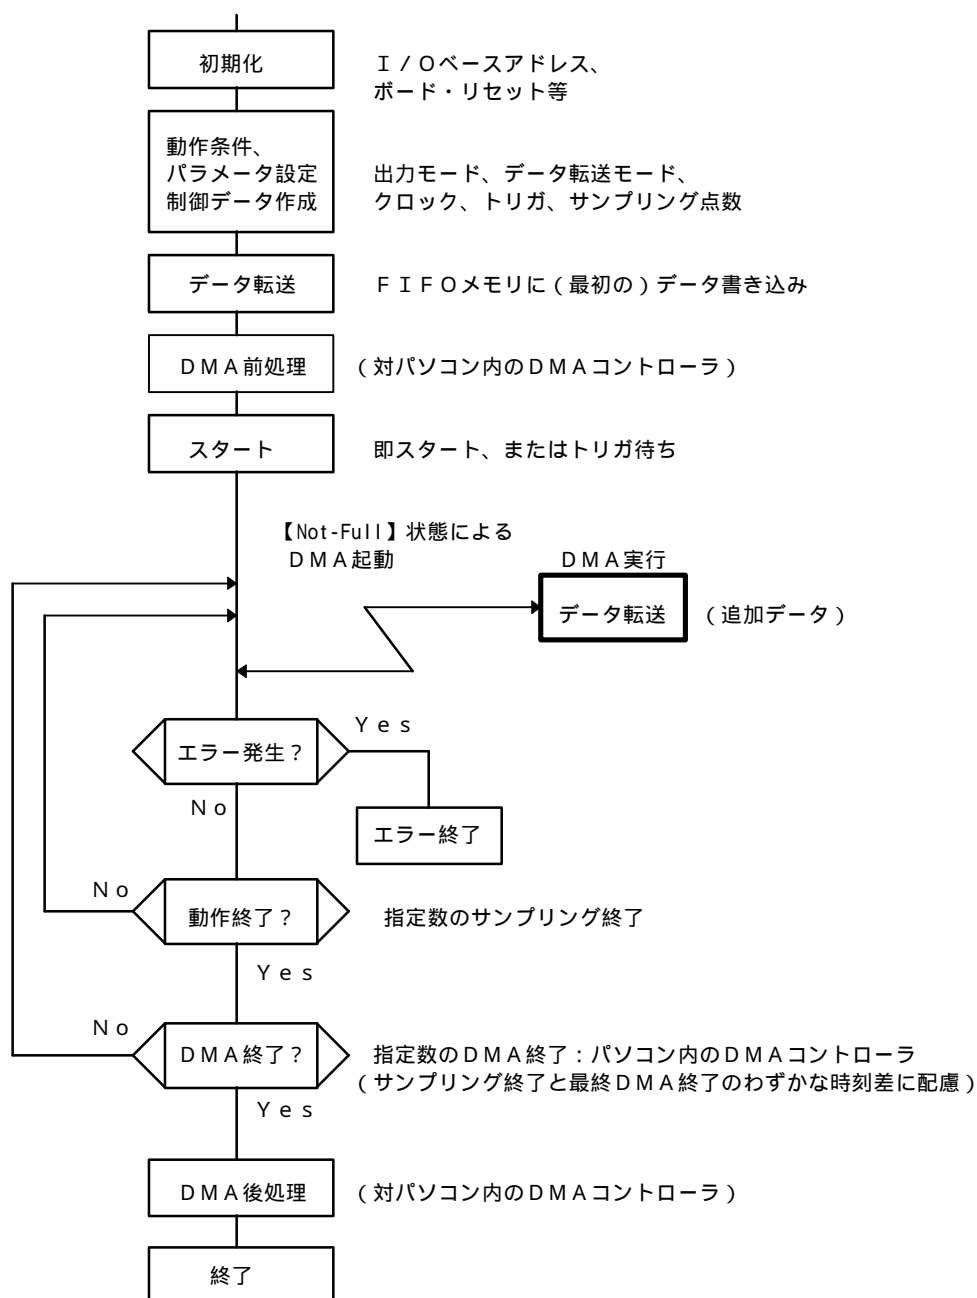 初期化
Ｉ／Ｏベースアドレス、
ボード・リセット等
動作条件、
パラメータ設定
制御データ作成
出力モード、データ転送モード、
クロック、トリガ、サンプリング点数
データ転送
ＦＩＦＯメモリに（最初の）データ書き込み
ＤＭＡ前処理
（対パソコン内のＤＭＡコントローラ）
スタート
即スタート、またはトリガ待ち
【Not-Full】状態による
ＤＭＡ起動
ＤＭＡ実行
データ転送
（追加データ）
エラー発生？
Ｙｅｓ
Ｎｏ
エラー終了
Ｎｏ
動作終了？
指定数のサンプリング終了
Ｙｅｓ
Ｎｏ
ＤＭＡ終了？
指定数のＤＭＡ終了：パソコン内のＤＭＡコントローラ
（サンプリング終了と最終ＤＭＡ終了のわずかな時刻差に配慮）
Ｙｅｓ
ＤＭＡ後処理
（対パソコン内のＤＭＡコントローラ）
終了